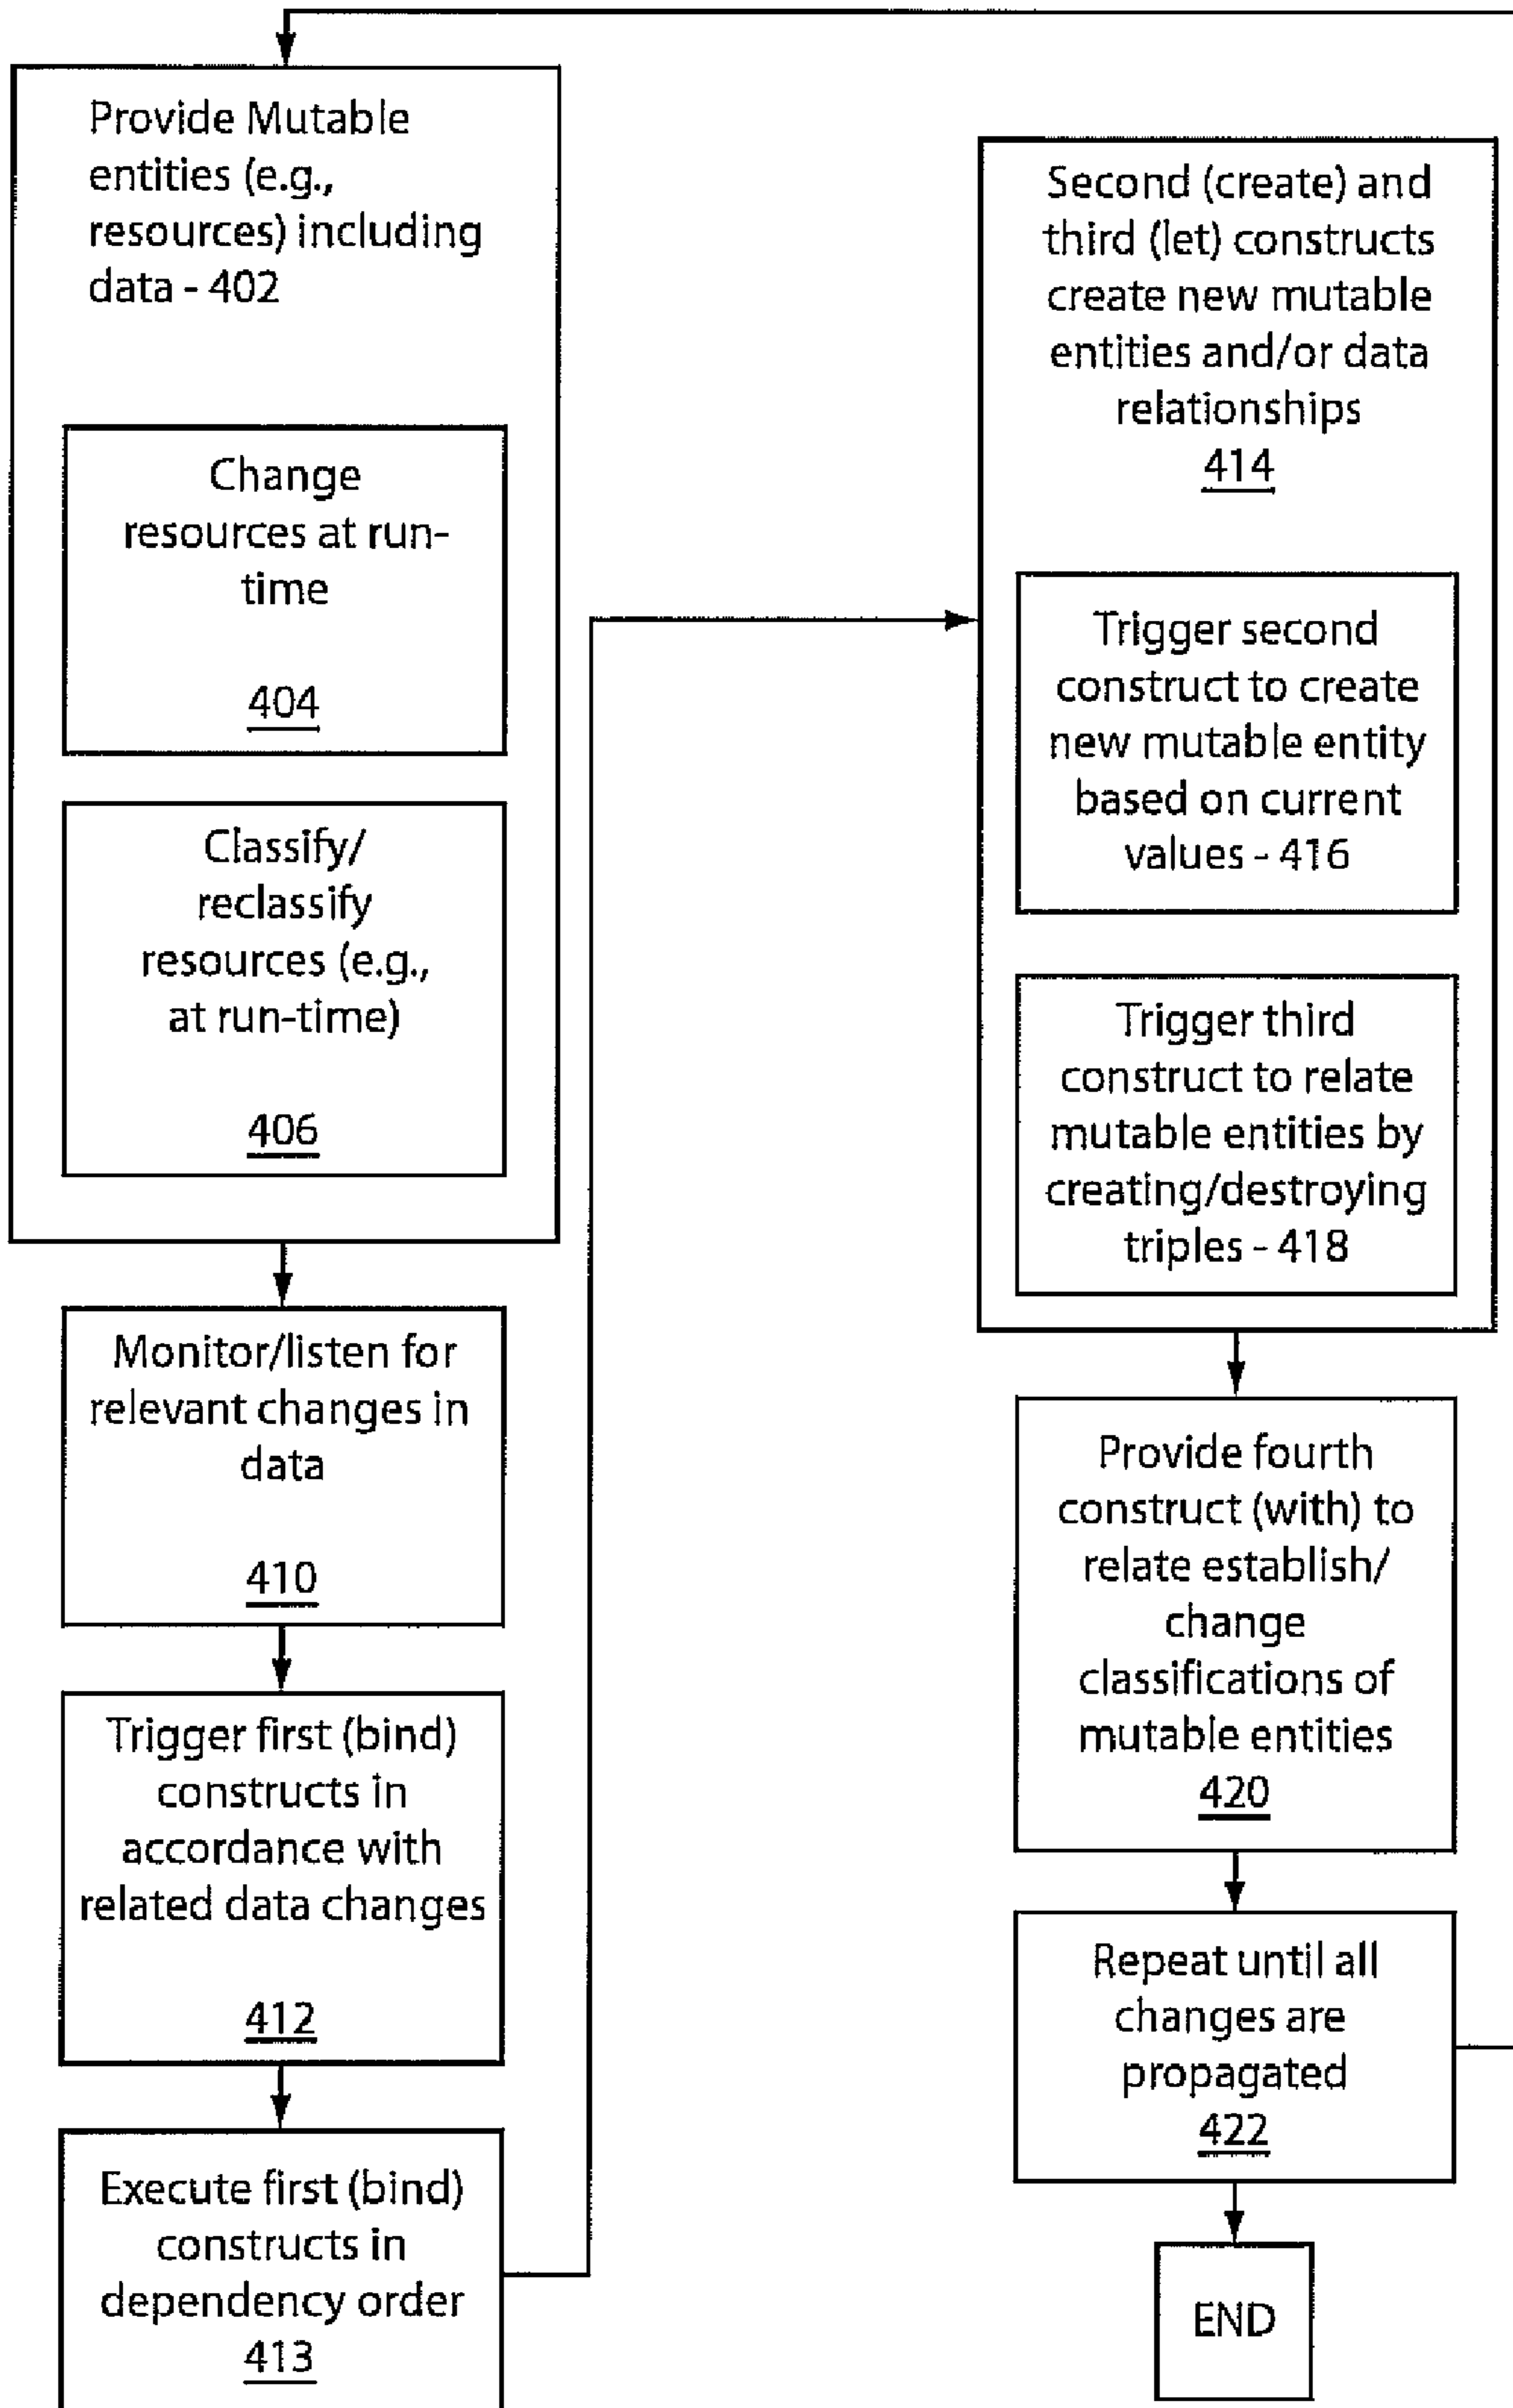 Provide Mutable
entities (e.g.,
resources) including
data - 402
Change
resources at run-
time
404
Classify/
reclassify
resources (e.g.,
at run-time)
406
Monitor/listen for
relevant changes in
data
410
Trigger first (bind)
constructs in
accordance with
related data changes
412
Execute first (bind)
constructs in
dependency order
413
Second (create) and
third (let) constructs
create new mutable
entities and/or data
relationships
414
Trigger second
construct to create
new mutable entity
based on current
values - 416
Trigger third
construct to relate
mutable entities by
creating/destroying
triples - 418
Provide fourth
construct (with) to
relate establish/
change
classifications of
mutable entities
420
Repeat until all
changes are
propagated
422
END